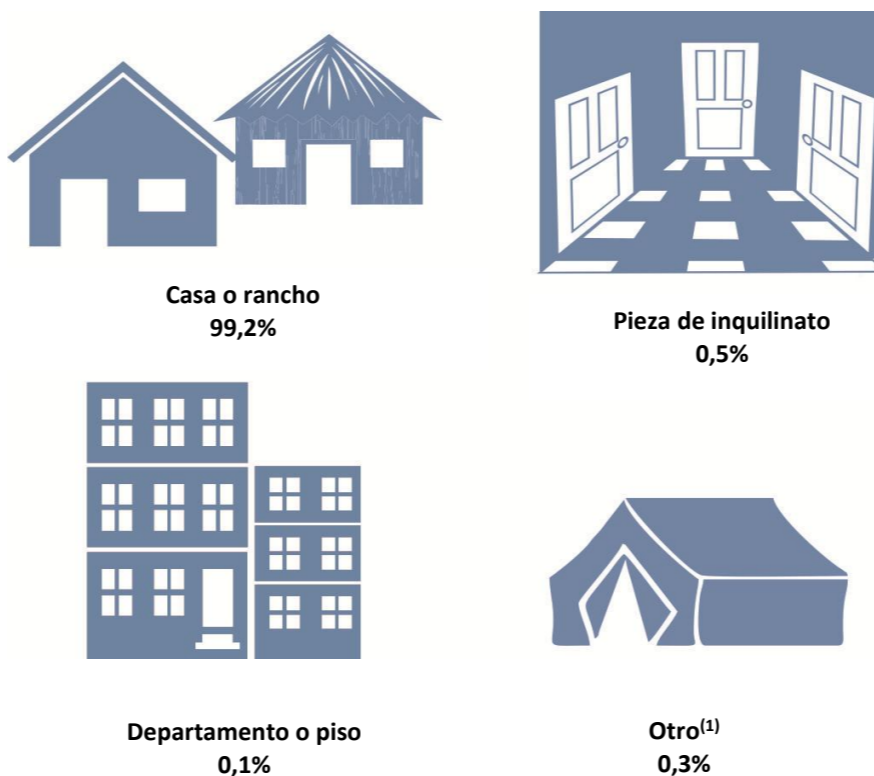 Casa o rancho
99,2%
Pieza de inquilinato
0,5%
Departamento o piso
0,1%
Otro(1)
0,3%